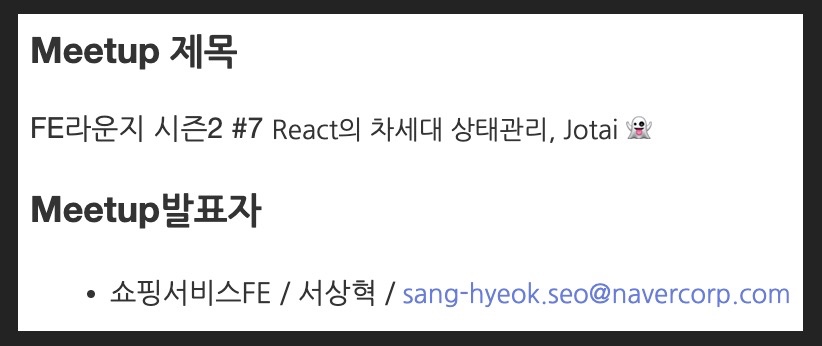 Meetup 제목
FE라운지 시즌2 #7 React의 차세대 상태관리, Jotai 👻
Meetup발표자
• 쇼핑서비스FE / 서상혁 / sang-hyeok.seo@navercorp.com